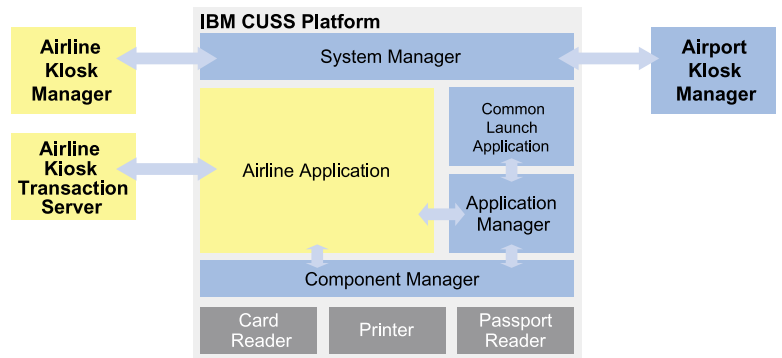 IBM CUSS Platform
Airline
Klosk
Manager
System Manager
Airport
Klosk
Manager
Airline
Kiosk
Transaction
Server
Airline Application
Common
Launch
Application
Application
Manager
Component Manager
Card
Reader
Printer
Passport
Reader